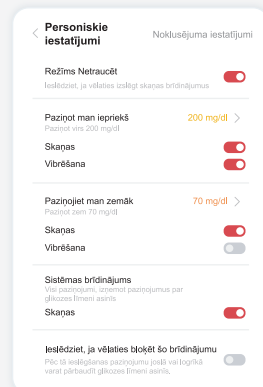 Personiskie
iestatījumi
Noklusējuma iestatījumi
Režīms Netraucēt
Ieslēdziet, ja vēlaties izslēgt skaņas brīdinājumus
Paziņot man iepriekš
200 mg/dl
Paziņot virs 200 mg/dl
Skaņas
Vibrēšana
Paziņojiet man zemāk
70 mg/dl
Paziņot zem 70 mg/dl
Skaņas
Vibrēšana
Sistēmas brīdinājums
Visi paziņojumi, izņemot paziņojumus par
glikozes līmeni asinīs
Skaņas
Ieslēdziet, ja vēlaties bloķēt šo brīdinājumu
Pēc tā ieslēgšanas paziņojumu joslā vai logrīkā
varat pārbaudīt glikozes līmeni asinīs.